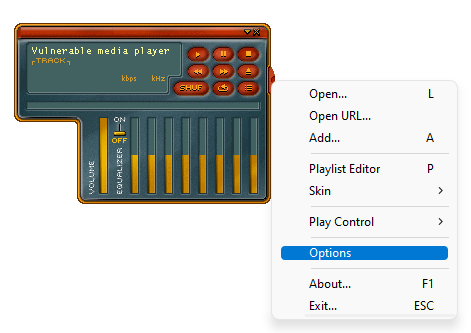 Vulnerable media player
TRACK
kbps kHz
SHUF
ON
OFF
VOLUME
EQUALIZER
Open... L
Open URL...
Add... A
Playlist Editor P
Skin
Play Control
Options
About... F1
Exit... ESC